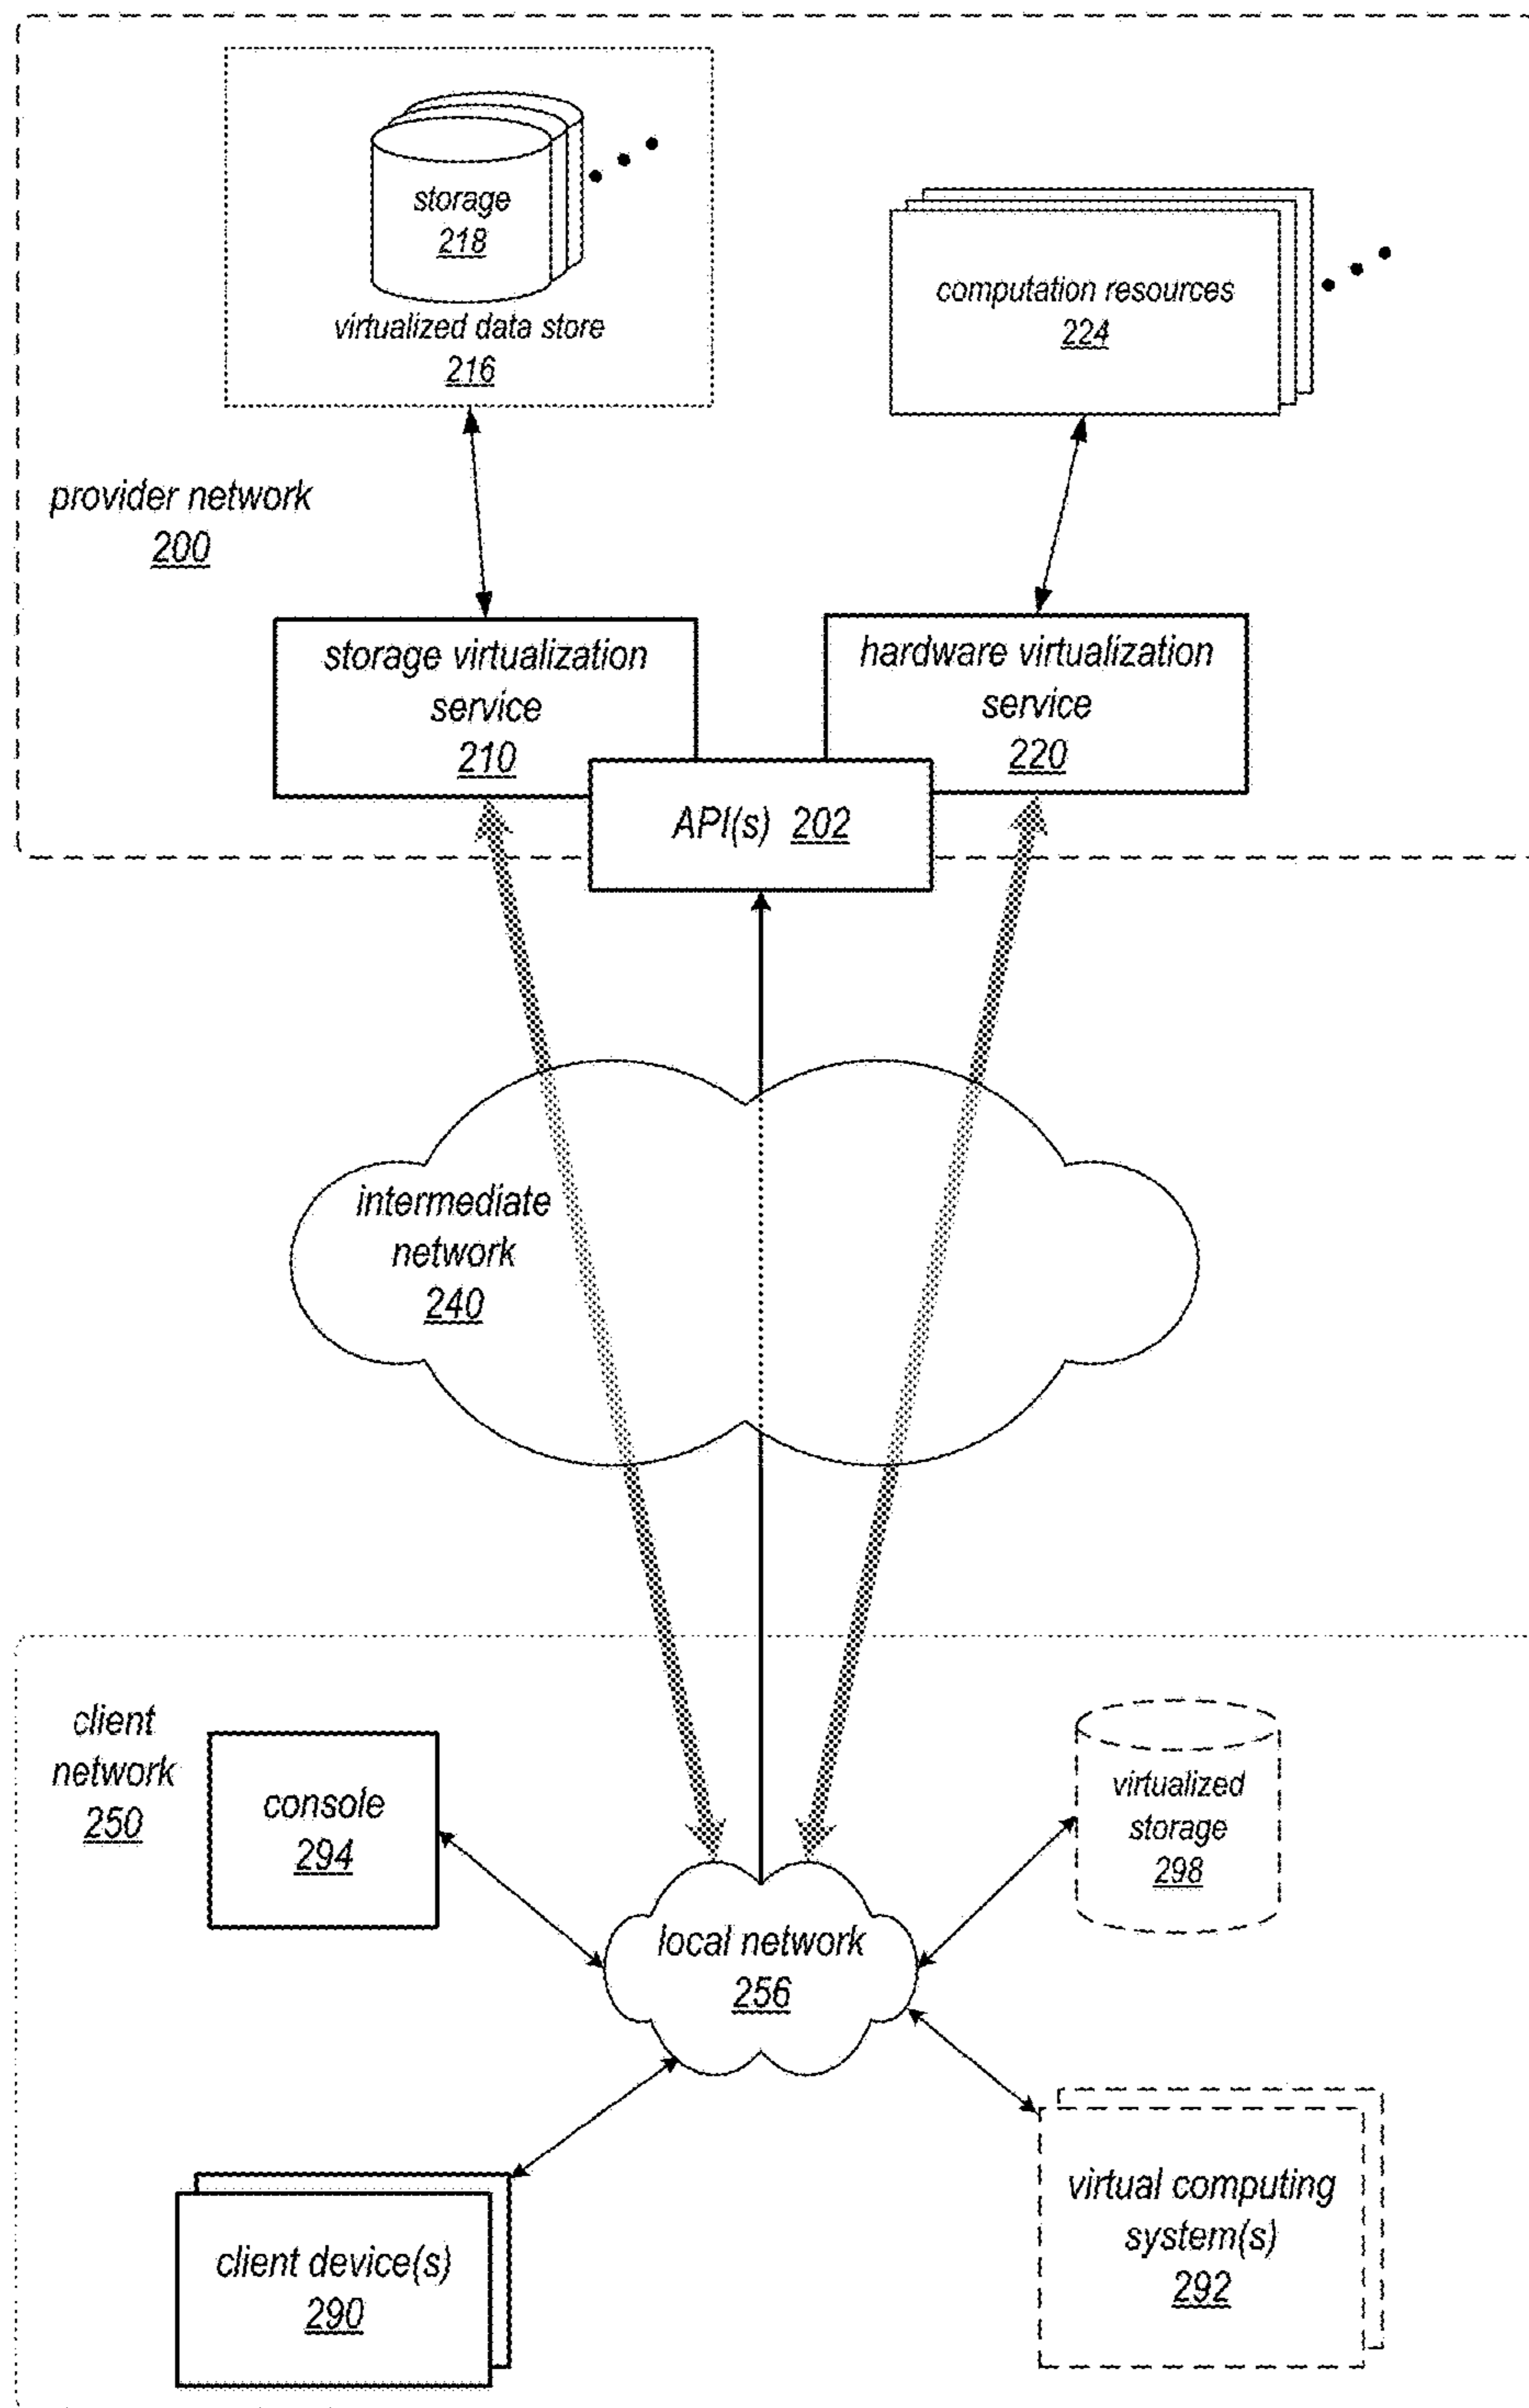 storage
218
virtualized data store
216
computation resources
224
provider network
200
storage virtualization
service
210
hardware virtualization
service
220
API(s) 202
intermediate
network
240
client
network
250
console
294
virtualized
storage
298
local network
256
client device(s)
290
virtual computing
system(s)
292